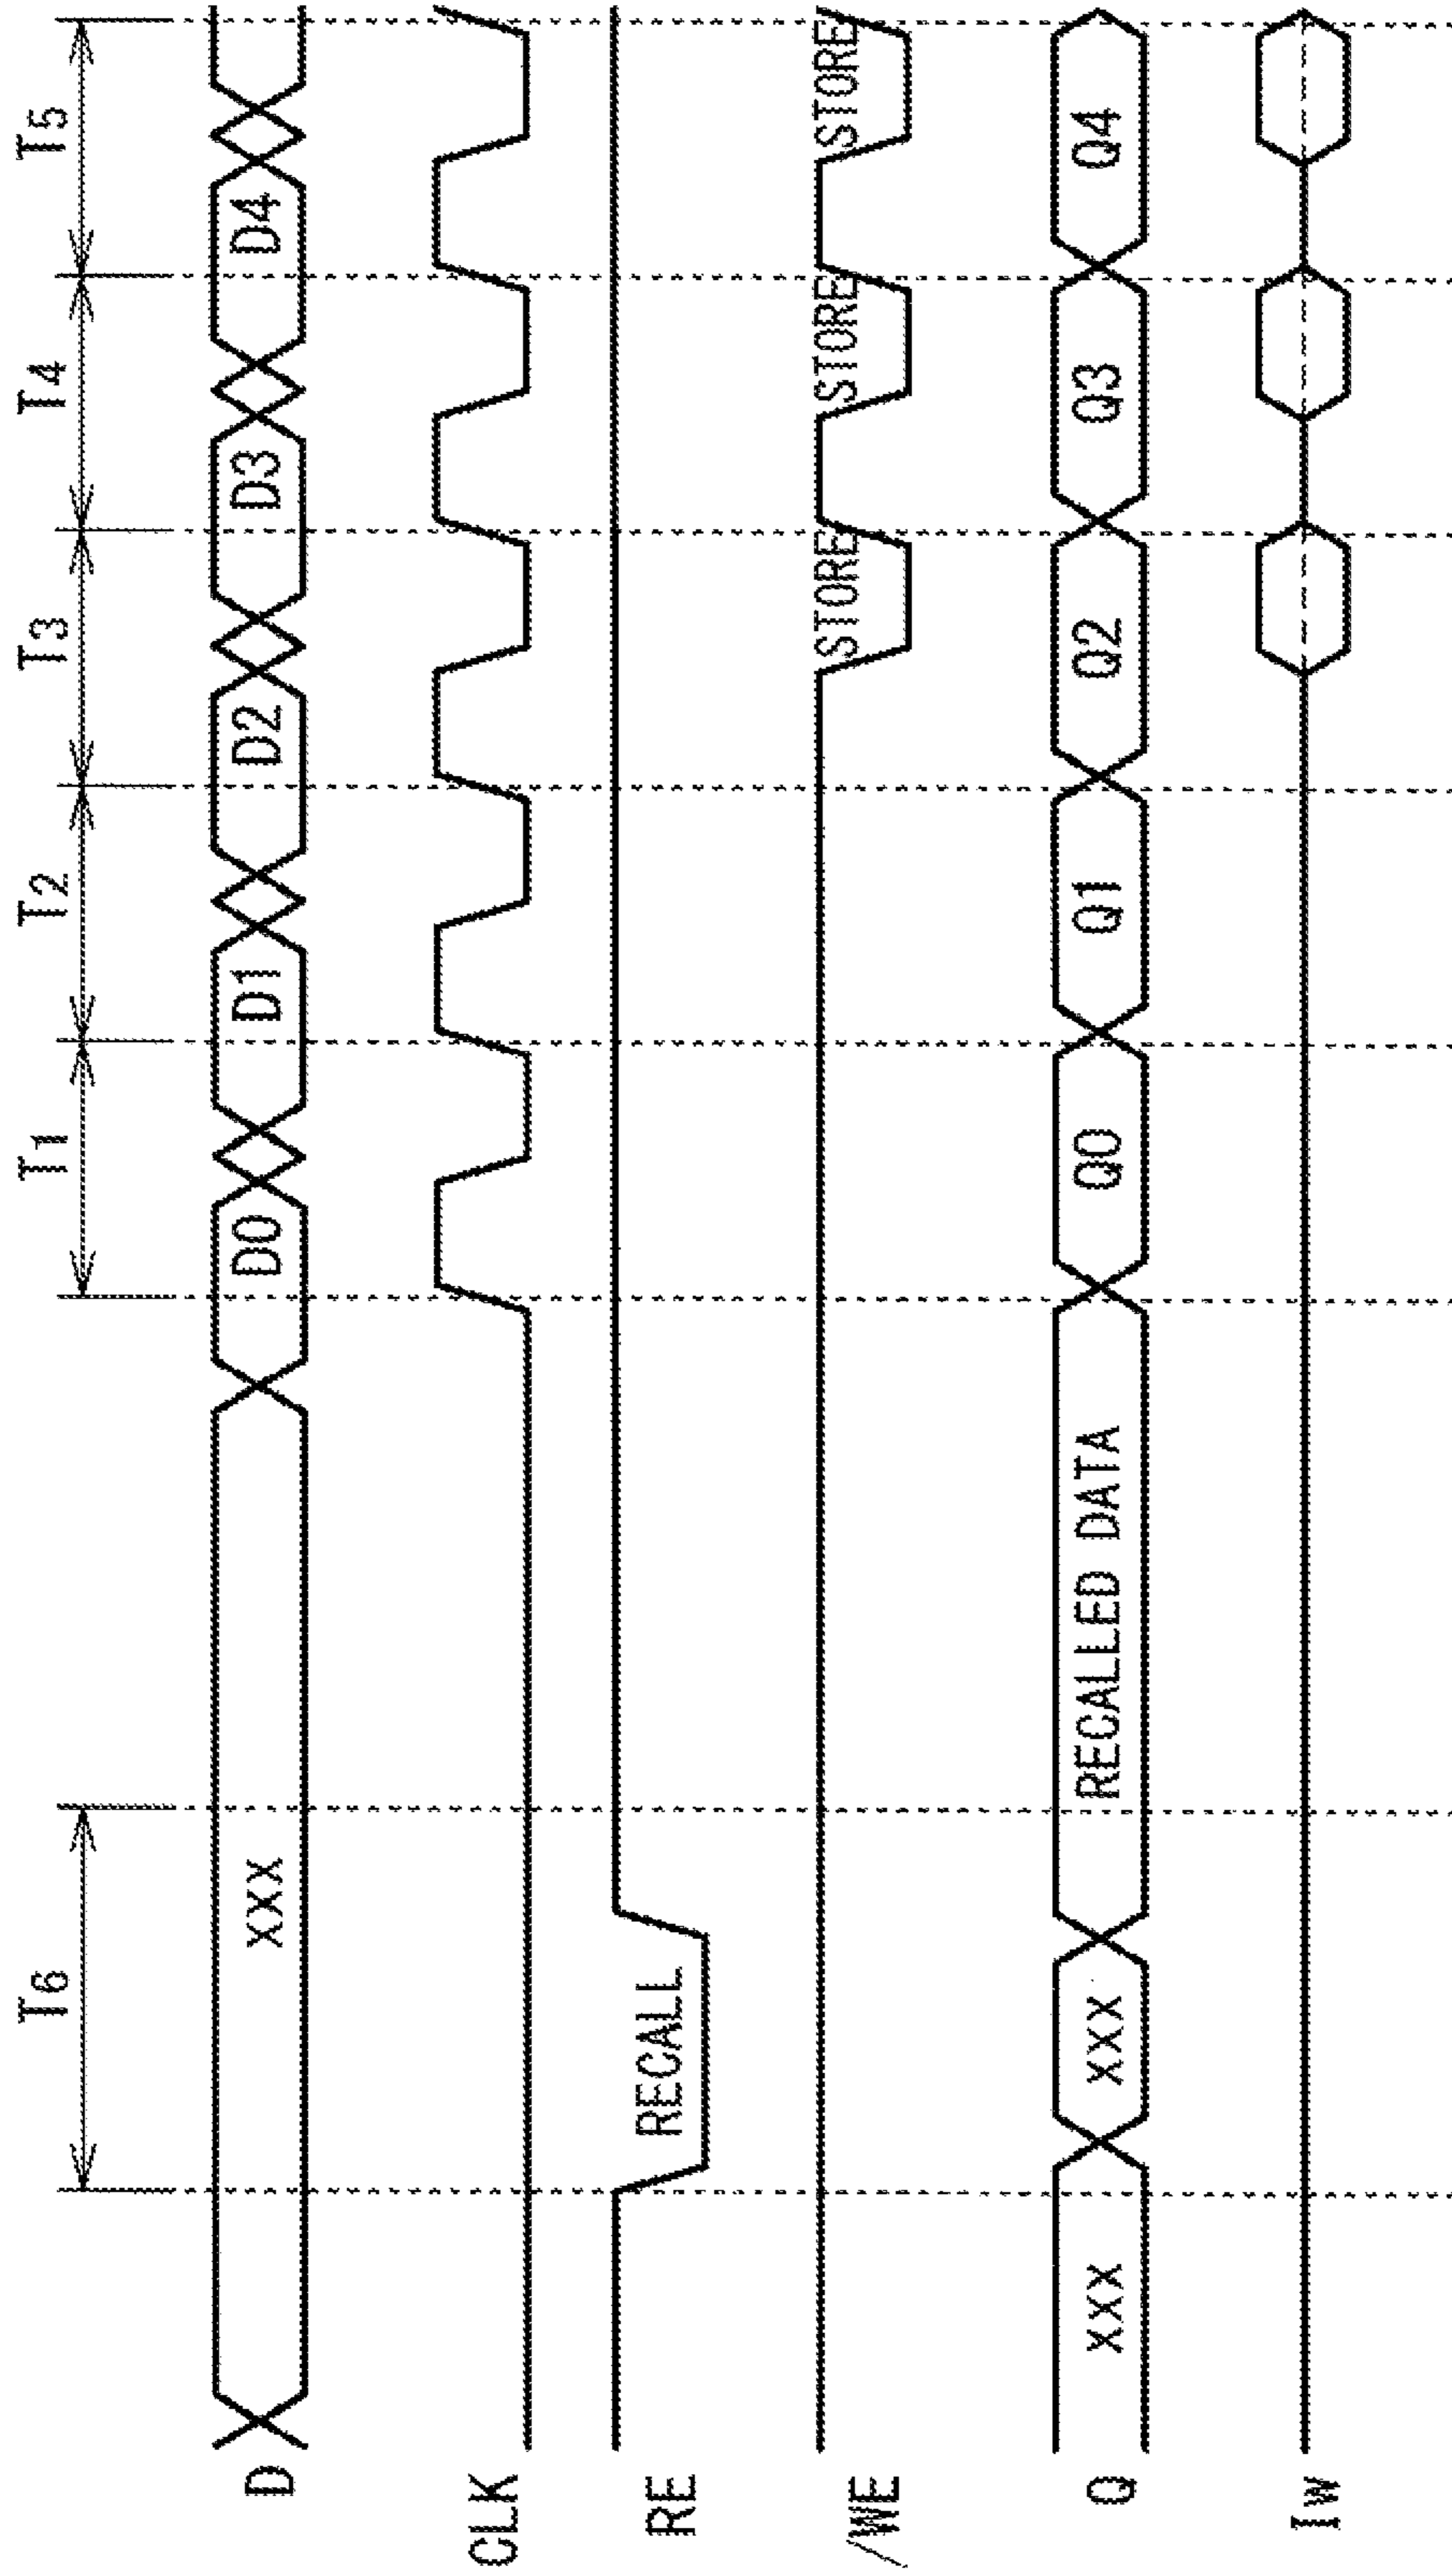 T6 T1 T2 T3 T4 T5
D XXX D0 D1 D2 D3 D4
CLK
RE RECALL
/WE STORE STORE STORE
Q XXX XXX RECALLED DATA Q0 Q1 Q2 Q3 Q4
Iw